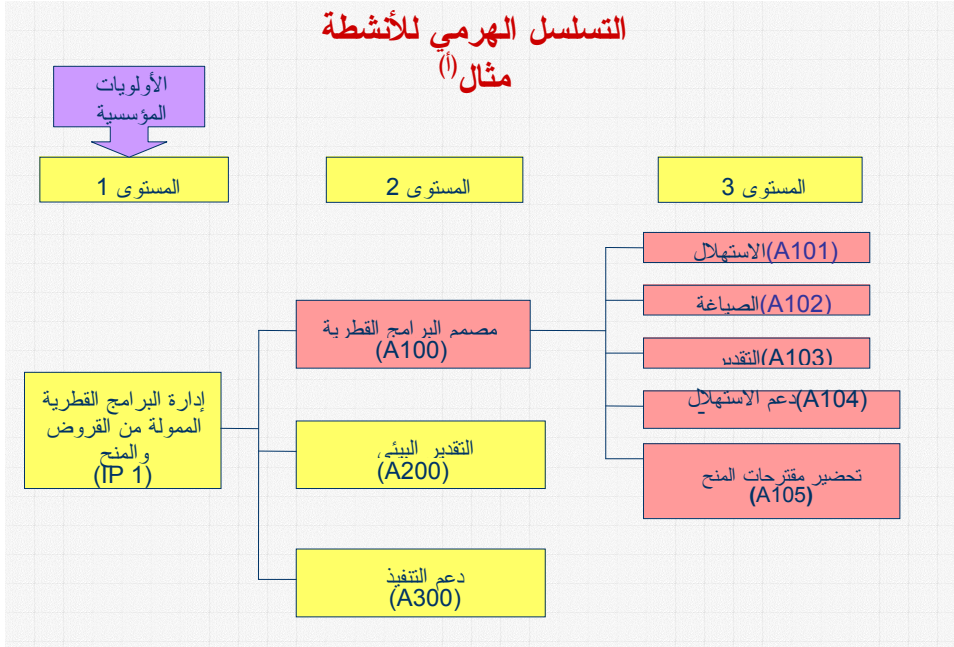 التسلسل الهرمي للأنشطة
مثال(أ)
الأولويات
المؤسسية
المستوى 1
المستوى 2
المستوى 3
إدارة البرامج القطرية
الممولة من القروض
والمنح
(IP 1)
مصمم البرامج القطرية
(A100)
التقدير البيئي
(A200)
دعم التنفيذ
(A300)
(A101)الاستهلال
(A102)الصياغة
(A103)التقدير
(A104)دعم الاستهلال
تحضير مقترحات المنح
(A105)